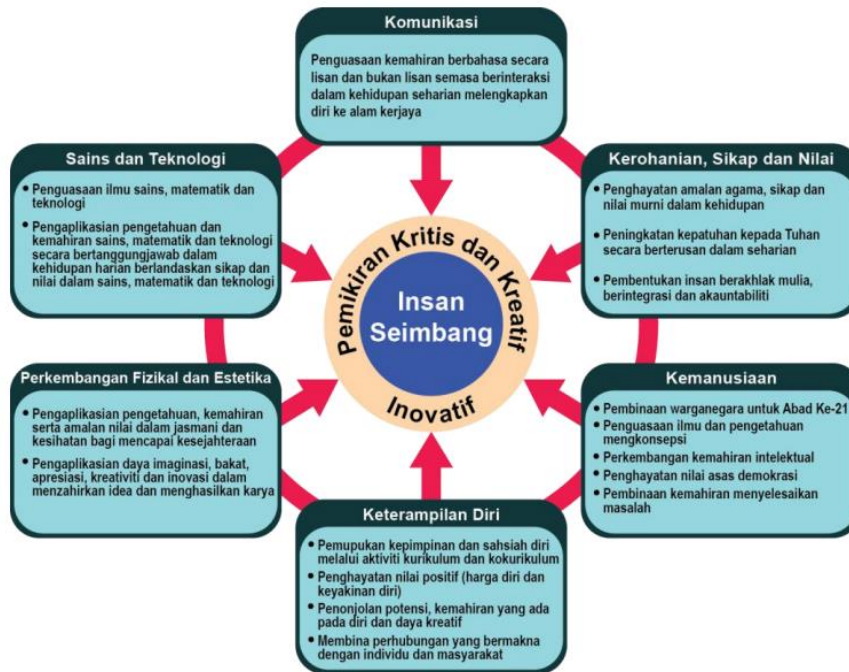 Komunikasi
Penguasaan kemahiran berbahasa secara
lisan dan bukan lisan semasa berinteraksi
dalam kehidupan seharian melengkapkan
diri ke alam kerjaya
Sains dan Teknologi
• Penguasaan ilmu sains, matematik dan
teknologi
• Pengaplikasian pengetahuan dan
kemahiran sains, matematik dan teknologi
secara bertanggungjawab dalam
kehidupan harian berlandaskan sikap dan
nilai dalam sains, matematik dan teknologi
Kerohanian, Sikap dan Nilai
• Penghayatan amalan agama, sikap dan
nilai murni dalam kehidupan
• Peningkatan kepatuhan kepada Tuhan
secara berterusan dalam seharian
• Pembentukan insan berakhlak mulia,
berintegrasi dan akauntabiliti
Pemikiran Kritis dan Kreatif
Insan
Seimbang
Inovatif
Perkembangan Fizikal dan Estetika
• Pengaplikasian pengetahuan, kemahiran
serta amalan nilai dalam jasmani dan
kesihatan bagi mencapai kesejahteraan
• Pengaplikasian daya imaginasi, bakat,
apresiasi, kreativiti dan inovasi dalam
menzahirkan idea dan menghasilkan karya
Kemanusiaan
• Pembinaan warganegara untuk Abad Ke-21
• Penguasaan ilmu dan pengetahuan
mengkonsepsi
• Perkembangan kemahiran intelektual
• Penghayatan nilai asas demokrasi
• Pembinaan kemahiran menyelesaikan
masalah
Keterampilan Diri
• Pemupukan kepimpinan dan sahsiah diri
melalui aktiviti kurikulum dan kokurikulum
• Penghayatan nilai positif (harga diri dan
keyakinan diri)
• Penonjolan potensi, kemahiran yang ada
pada diri dan daya kreatif
• Membina perhubungan yang bermakna
dengan individu dan masyarakat